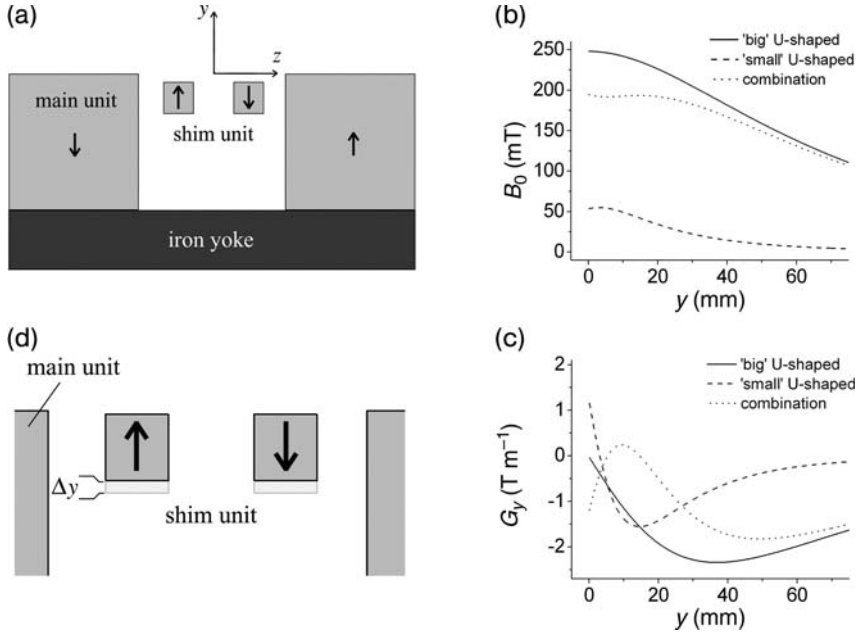 (a)
y
z
main unit
shim unit
iron yoke
(b)
'big' U-shaped
'small' U-shaped
combination
250
200
150
100
50
0
B0 (mT)
0 20 40 60
y (mm)
(d)
main unit
Δy
shim unit
(c)
'big' U-shaped
'small' U-shaped
combination
2
1
0
-1
-2
Gy (T m−1)
0 20 40 60
y (mm)